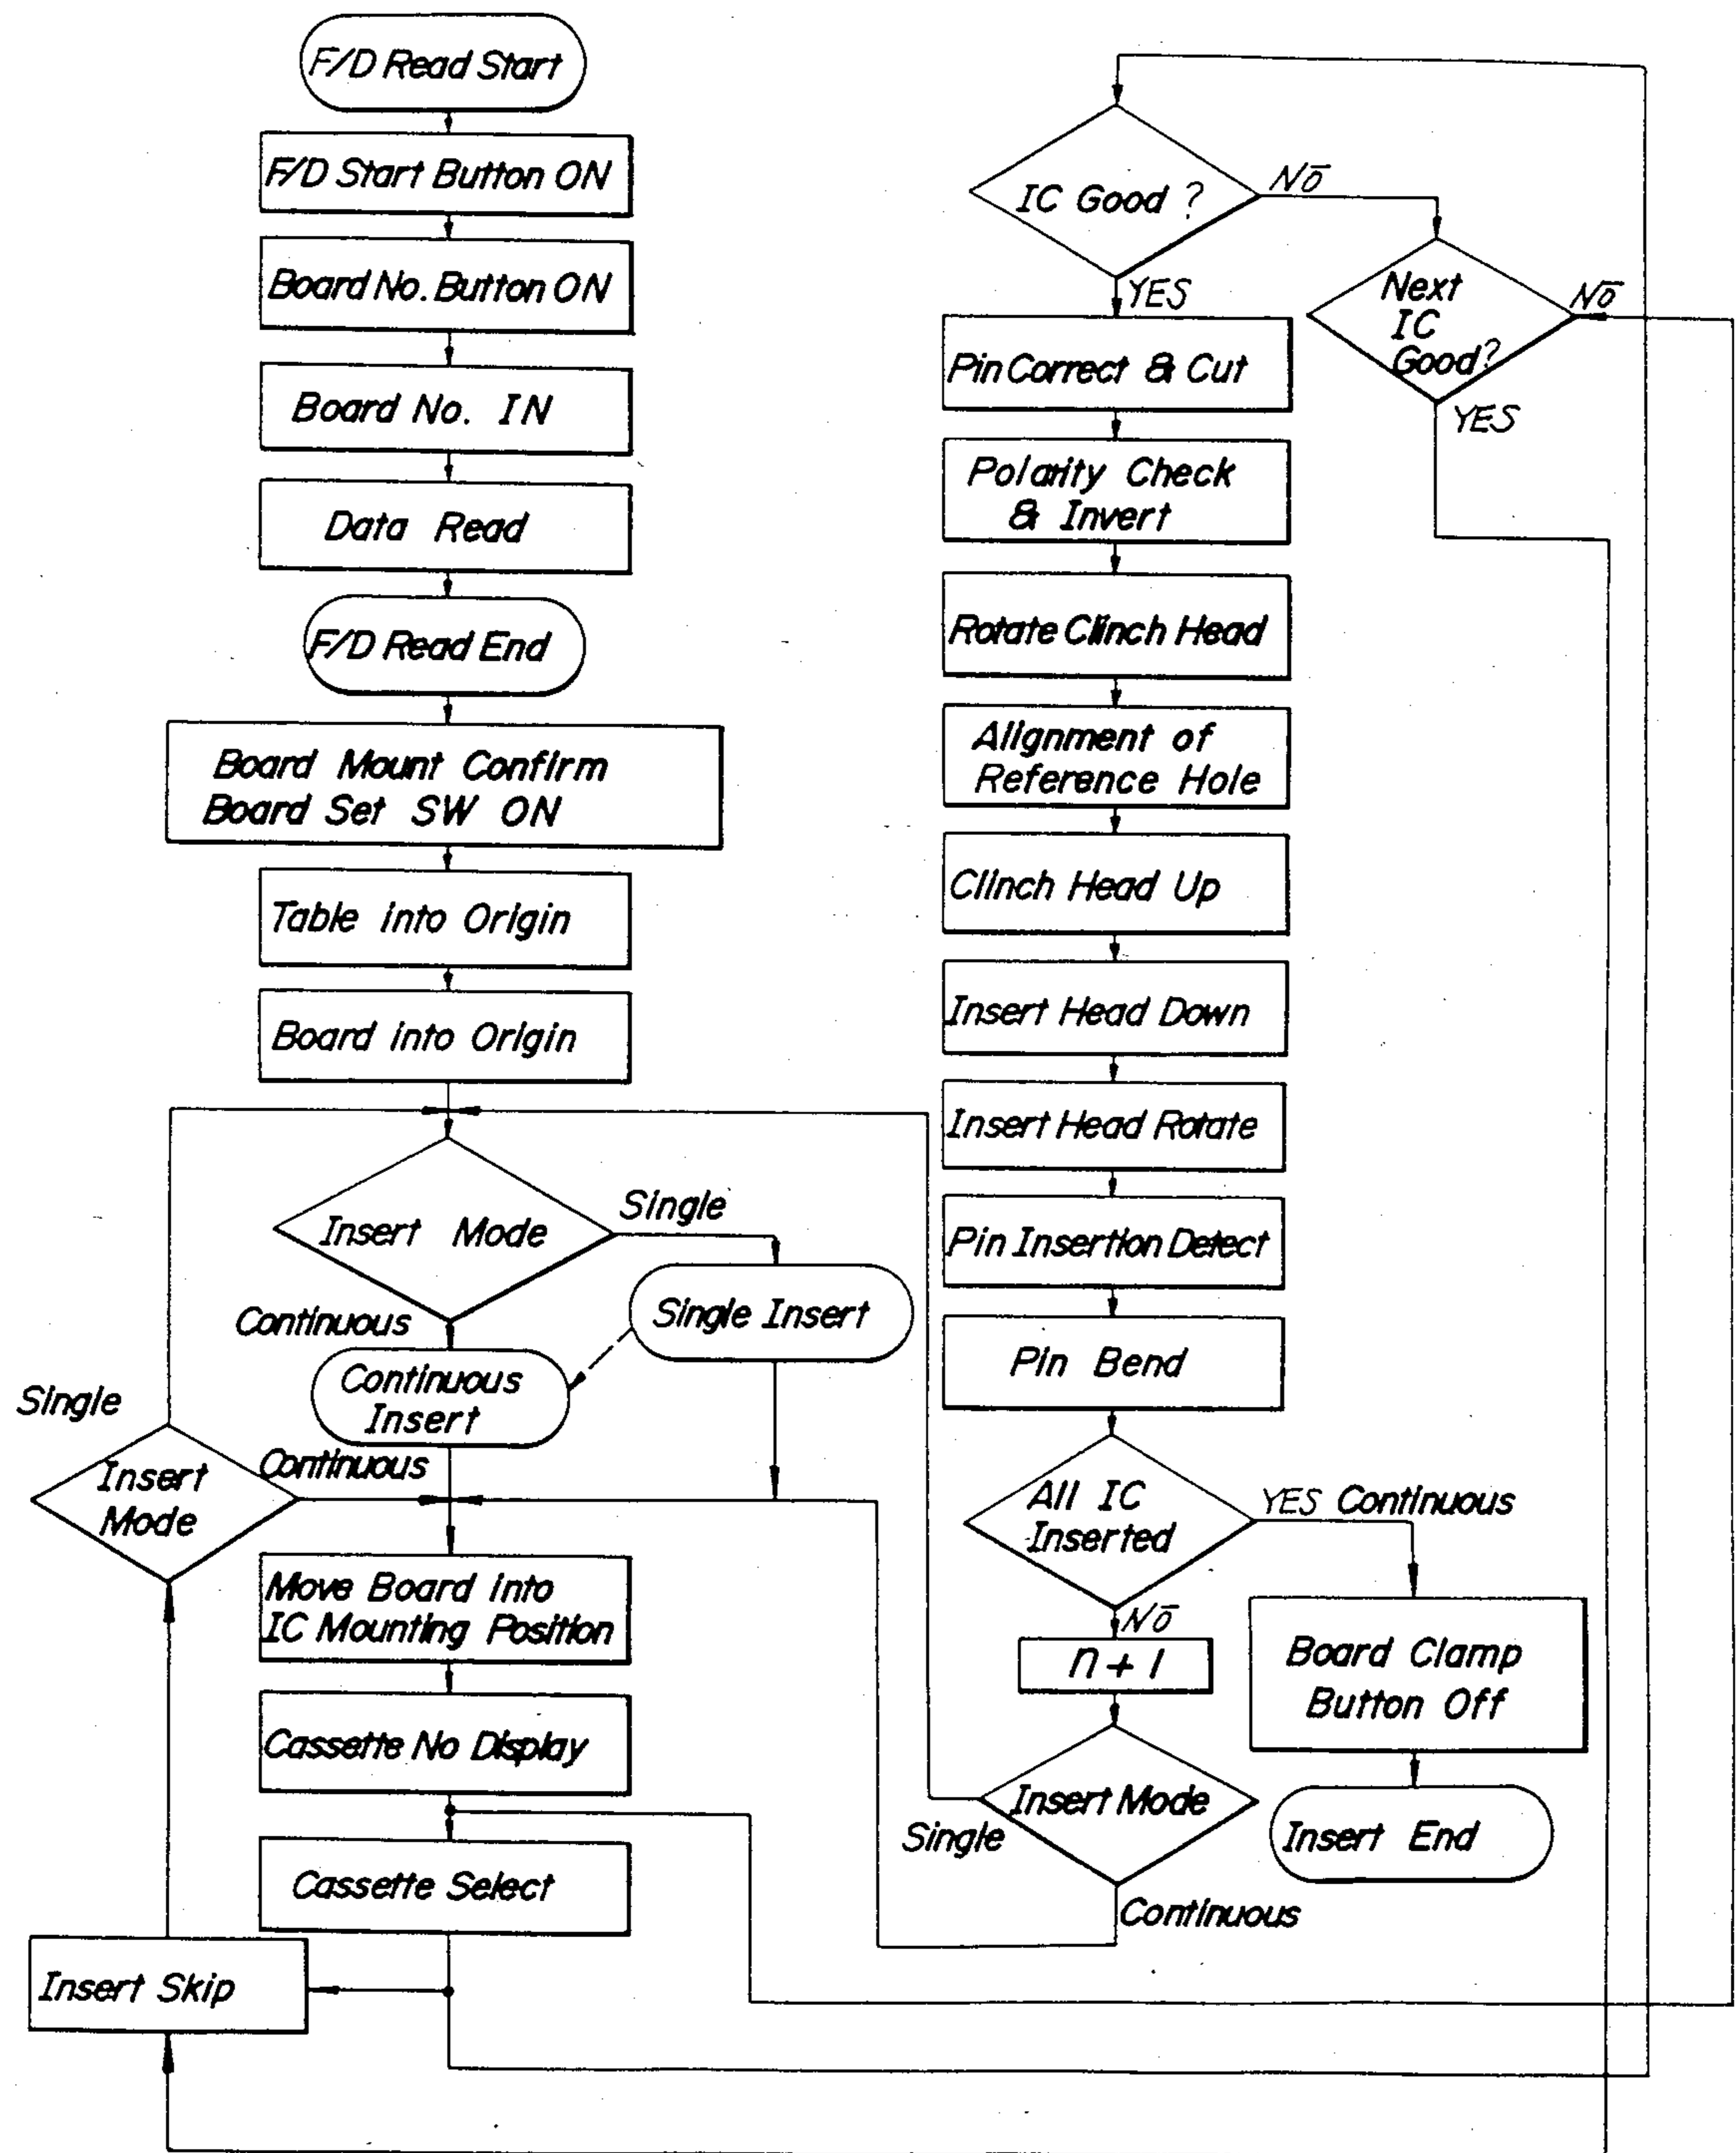 F/D Read Start
F/D Start Button ON
Board No. Button ON
Board No. IN
Data Read
F/D Read End
Board Mount Confirm
Board Set SW ON
Table into Origin
Board into Origin
Insert Mode
Single
Single Insert
Continuous
Continuous
Insert
Single
Insert
Mode
Continuous
Move Board into
IC Mounting Position
Cassette No Display
Cassette Select
Insert Skip
IC Good ?
NO
YES
Next
IC
Good?
NO
YES
Pin Correct & Cut
Polarity Check
& Invert
Rotate Clinch Head
Alignment of
Reference Hole
Clinch Head Up
Insert Head Down
Insert Head Rotate
Pin Insertion Detect
Pin Bend
All IC
Inserted
YES Continuous
NO
n + 1
Board Clamp
Button Off
Insert Mode
Single
Continuous
Insert End